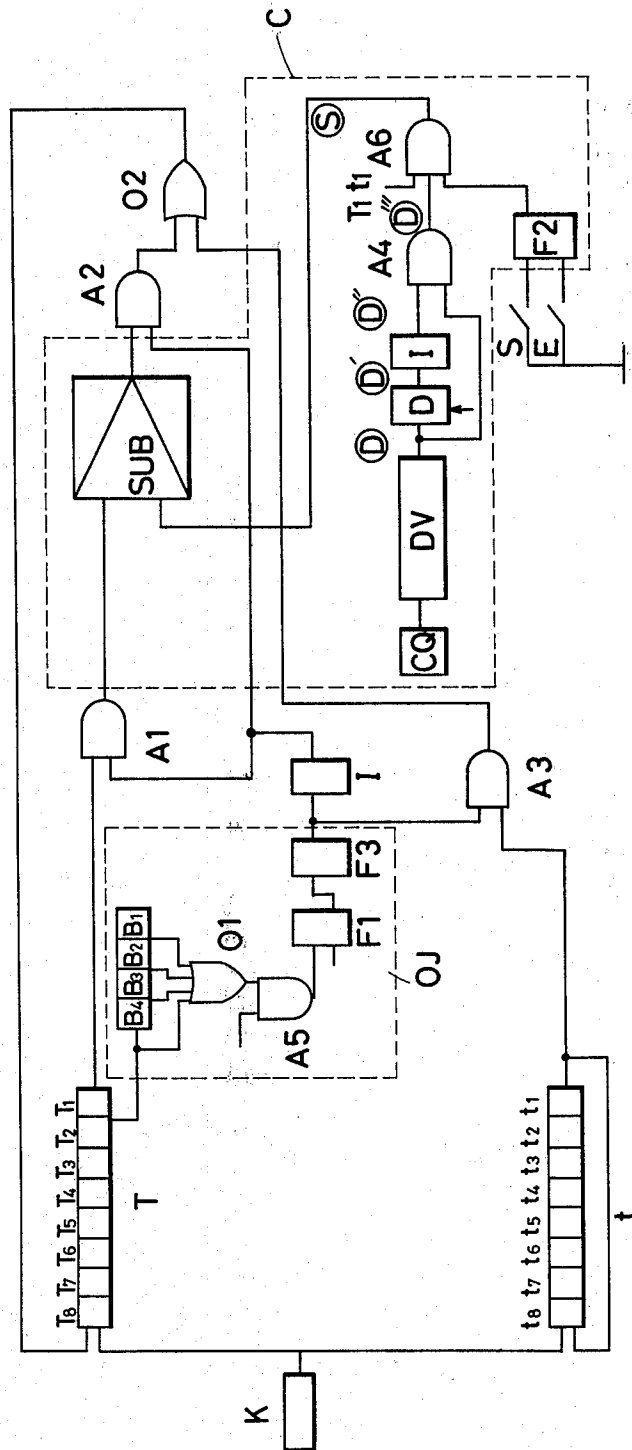 C
O2
A2
SUB
S
A6
T1 t1
D'''
A4
D''
I
D'
D
D
DV
CQ
F2
S
E
A1
I
A3
F3
F1
OJ
O1
A5
B4 B3 B2 B1
T8 T7 T6 T5 T4 T3 T2 T1
T
t8 t7 t6 t5 t4 t3 t2 t1
t
K